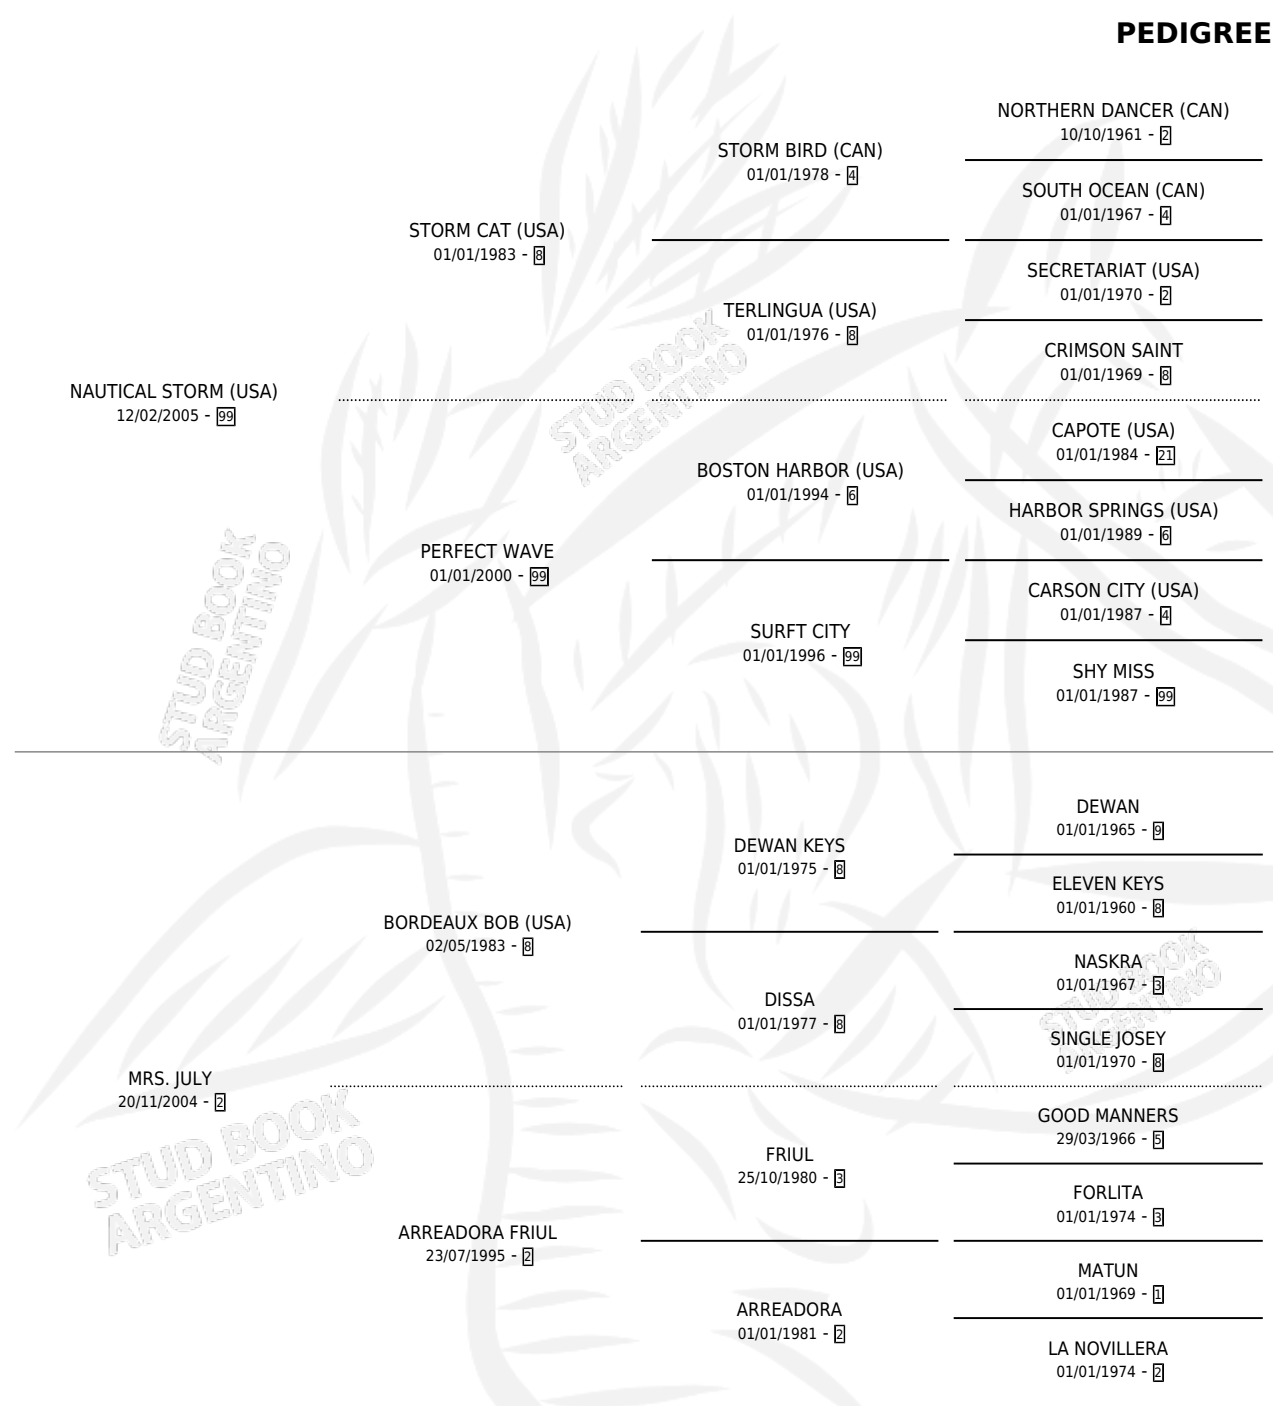 PEDIGREE
NORTHERN DANCER (CAN)
10/10/1961 - 2
STORM BIRD (CAN)
01/01/1978 - 4
SOUTH OCEAN (CAN)
01/01/1967 - 4
STORM CAT (USA)
01/01/1983 - 8
SECRETARIAT (USA)
01/01/1970 - 2
TERLINGUA (USA)
01/01/1976 - 8
CRIMSON SAINT
01/01/1969 - 8
NAUTICAL STORM (USA)
12/02/2005 - 99
CAPOTE (USA)
01/01/1984 - 21
BOSTON HARBOR (USA)
01/01/1994 - 6
HARBOR SPRINGS (USA)
01/01/1989 - 6
PERFECT WAVE
01/01/2000 - 99
CARSON CITY (USA)
01/01/1987 - 4
SURFT CITY
01/01/1996 - 99
SHY MISS
01/01/1987 - 99
DEWAN
01/01/1965 - 9
DEWAN KEYS
01/01/1975 - 8
ELEVEN KEYS
01/01/1960 - 8
BORDEAUX BOB (USA)
02/05/1983 - 8
NASKRA
01/01/1967 - 3
DISSA
01/01/1977 - 8
SINGLE JOSEY
01/01/1970 - 8
MRS. JULY
20/11/2004 - 2
GOOD MANNERS
29/03/1966 - 5
FRIUL
25/10/1980 - 3
FORLITA
01/01/1974 - 3
ARREADORA FRIUL
23/07/1995 - 2
MATUN
01/01/1969 - 1
ARREADORA
01/01/1981 - 2
LA NOVILLERA
01/01/1974 - 2
STUD BOOK
ARGENTINO
STUD BOOK
ARGENTINO
STUD BOOK
ARGENTINO
STUD BOOK
ARGENTINO